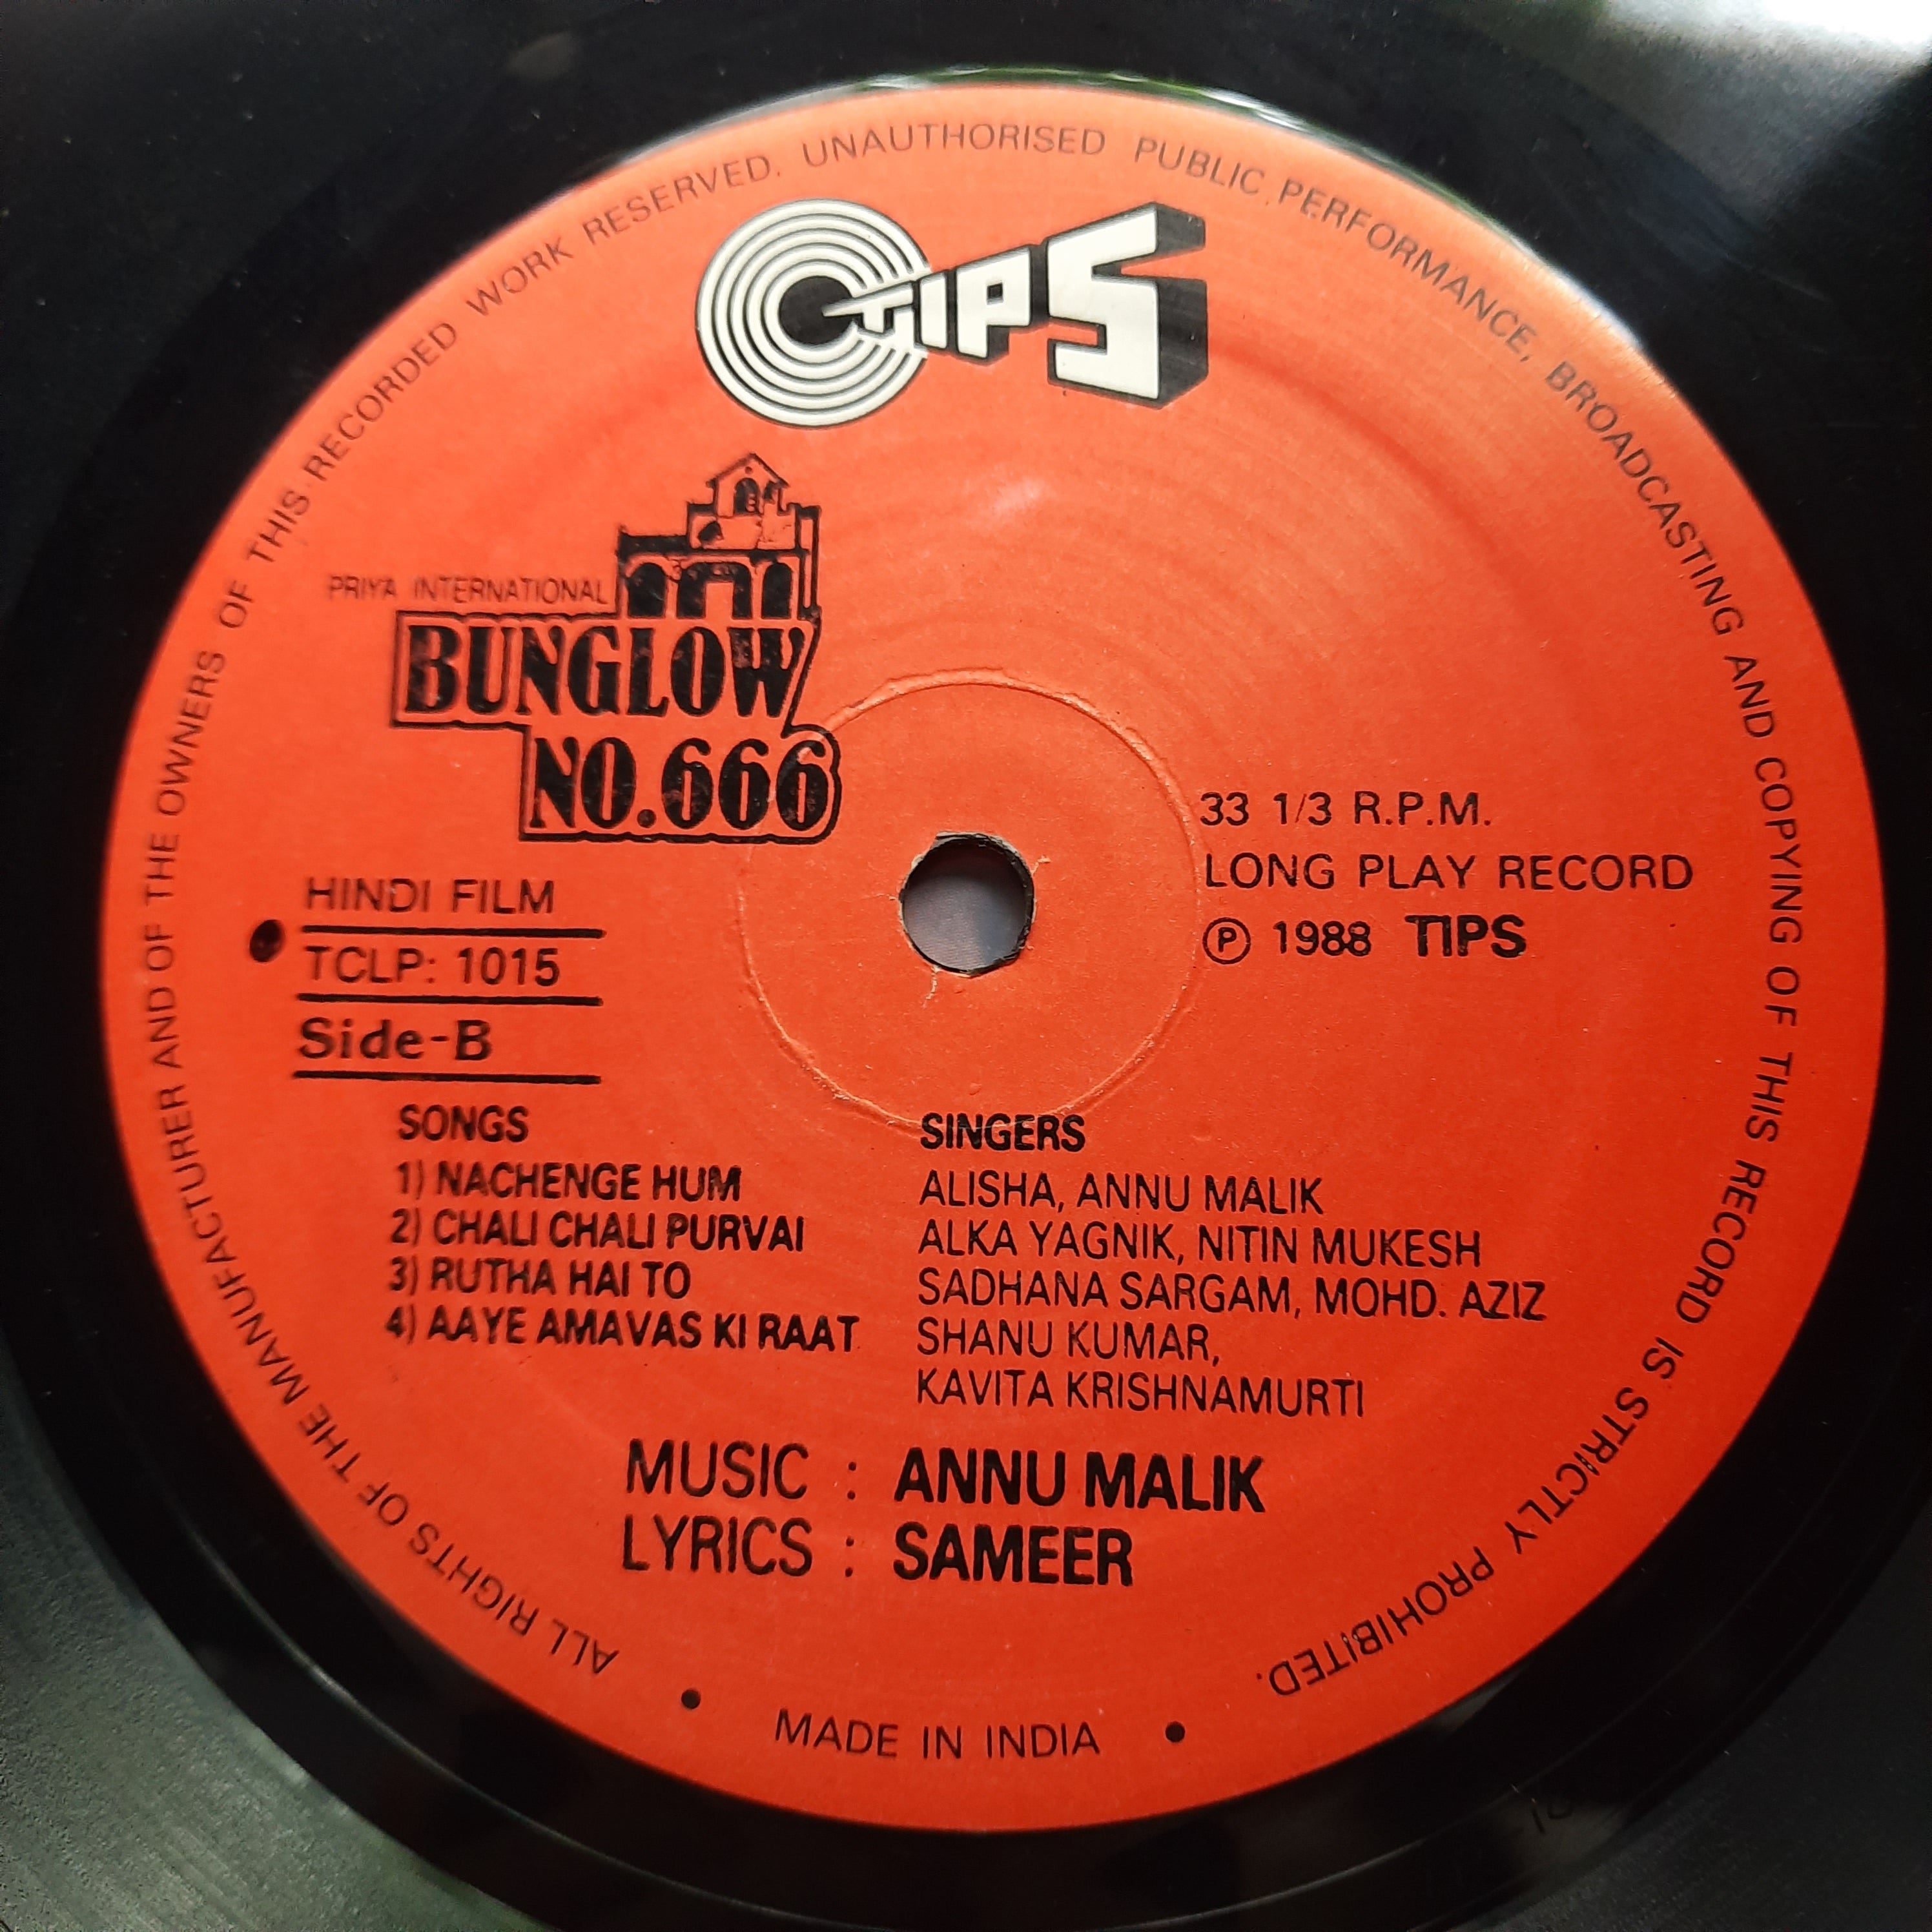 ALL RIGHTS OF THE MANUFACTURER AND OF THE OWNERS OF THIS RECORDED WORK RESERVED. UNAUTHORISED PUBLIC PERFORMANCE, BROADCASTING AND COPYING OF THIS RECORD IS STRICTLY PROHIBITED.
TIPS
PRIYA INTERNATIONAL
BUNGLOW
NO.666
33 1/3 R.P.M.
LONG PLAY RECORD
Ⓟ 1988 TIPS
HINDI FILM
TCLP: 1015
Side-B
SONGS SINGERS
1) NACHENGE HUM ALISHA, ANNU MALIK
2) CHALI CHALI PURVAI ALKA YAGNIK, NITIN MUKESH
3) RUTHA HAI TO SADHANA SARGAM, MOHD. AZIZ
4) AAYE AMAVAS KI RAAT SHANU KUMAR,
KAVITA KRISHNAMURTI
MUSIC : ANNU MALIK
LYRICS : SAMEER
• MADE IN INDIA •